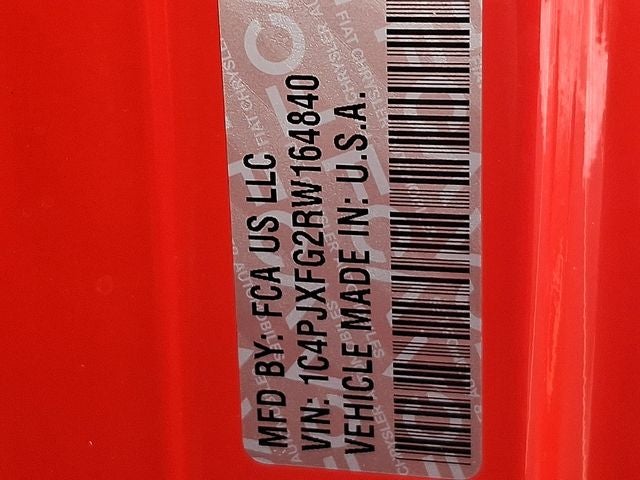 MFD BY: FCA US LLC
VIN: 1C4PJXFG2RW164840
VEHICLE MADE IN: U.S.A.